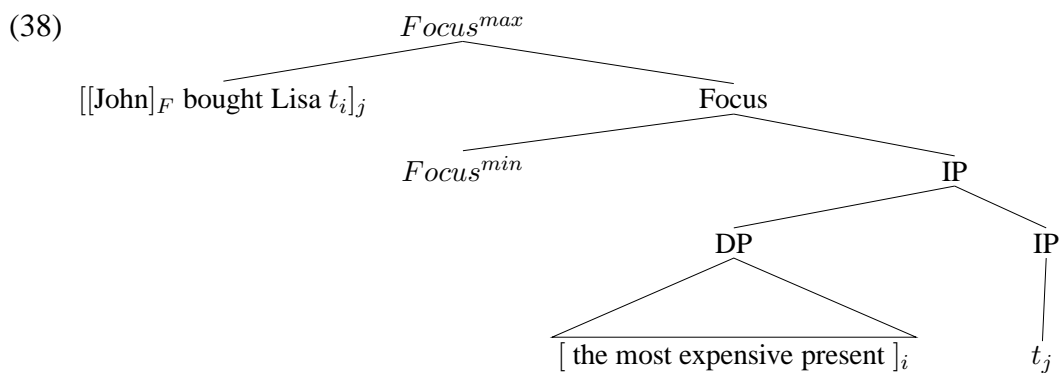 (38) Focus^max
[[John]_F bought Lisa t_i]_j Focus
Focus^min IP
DP IP
[ the most expensive present ]_i t_j